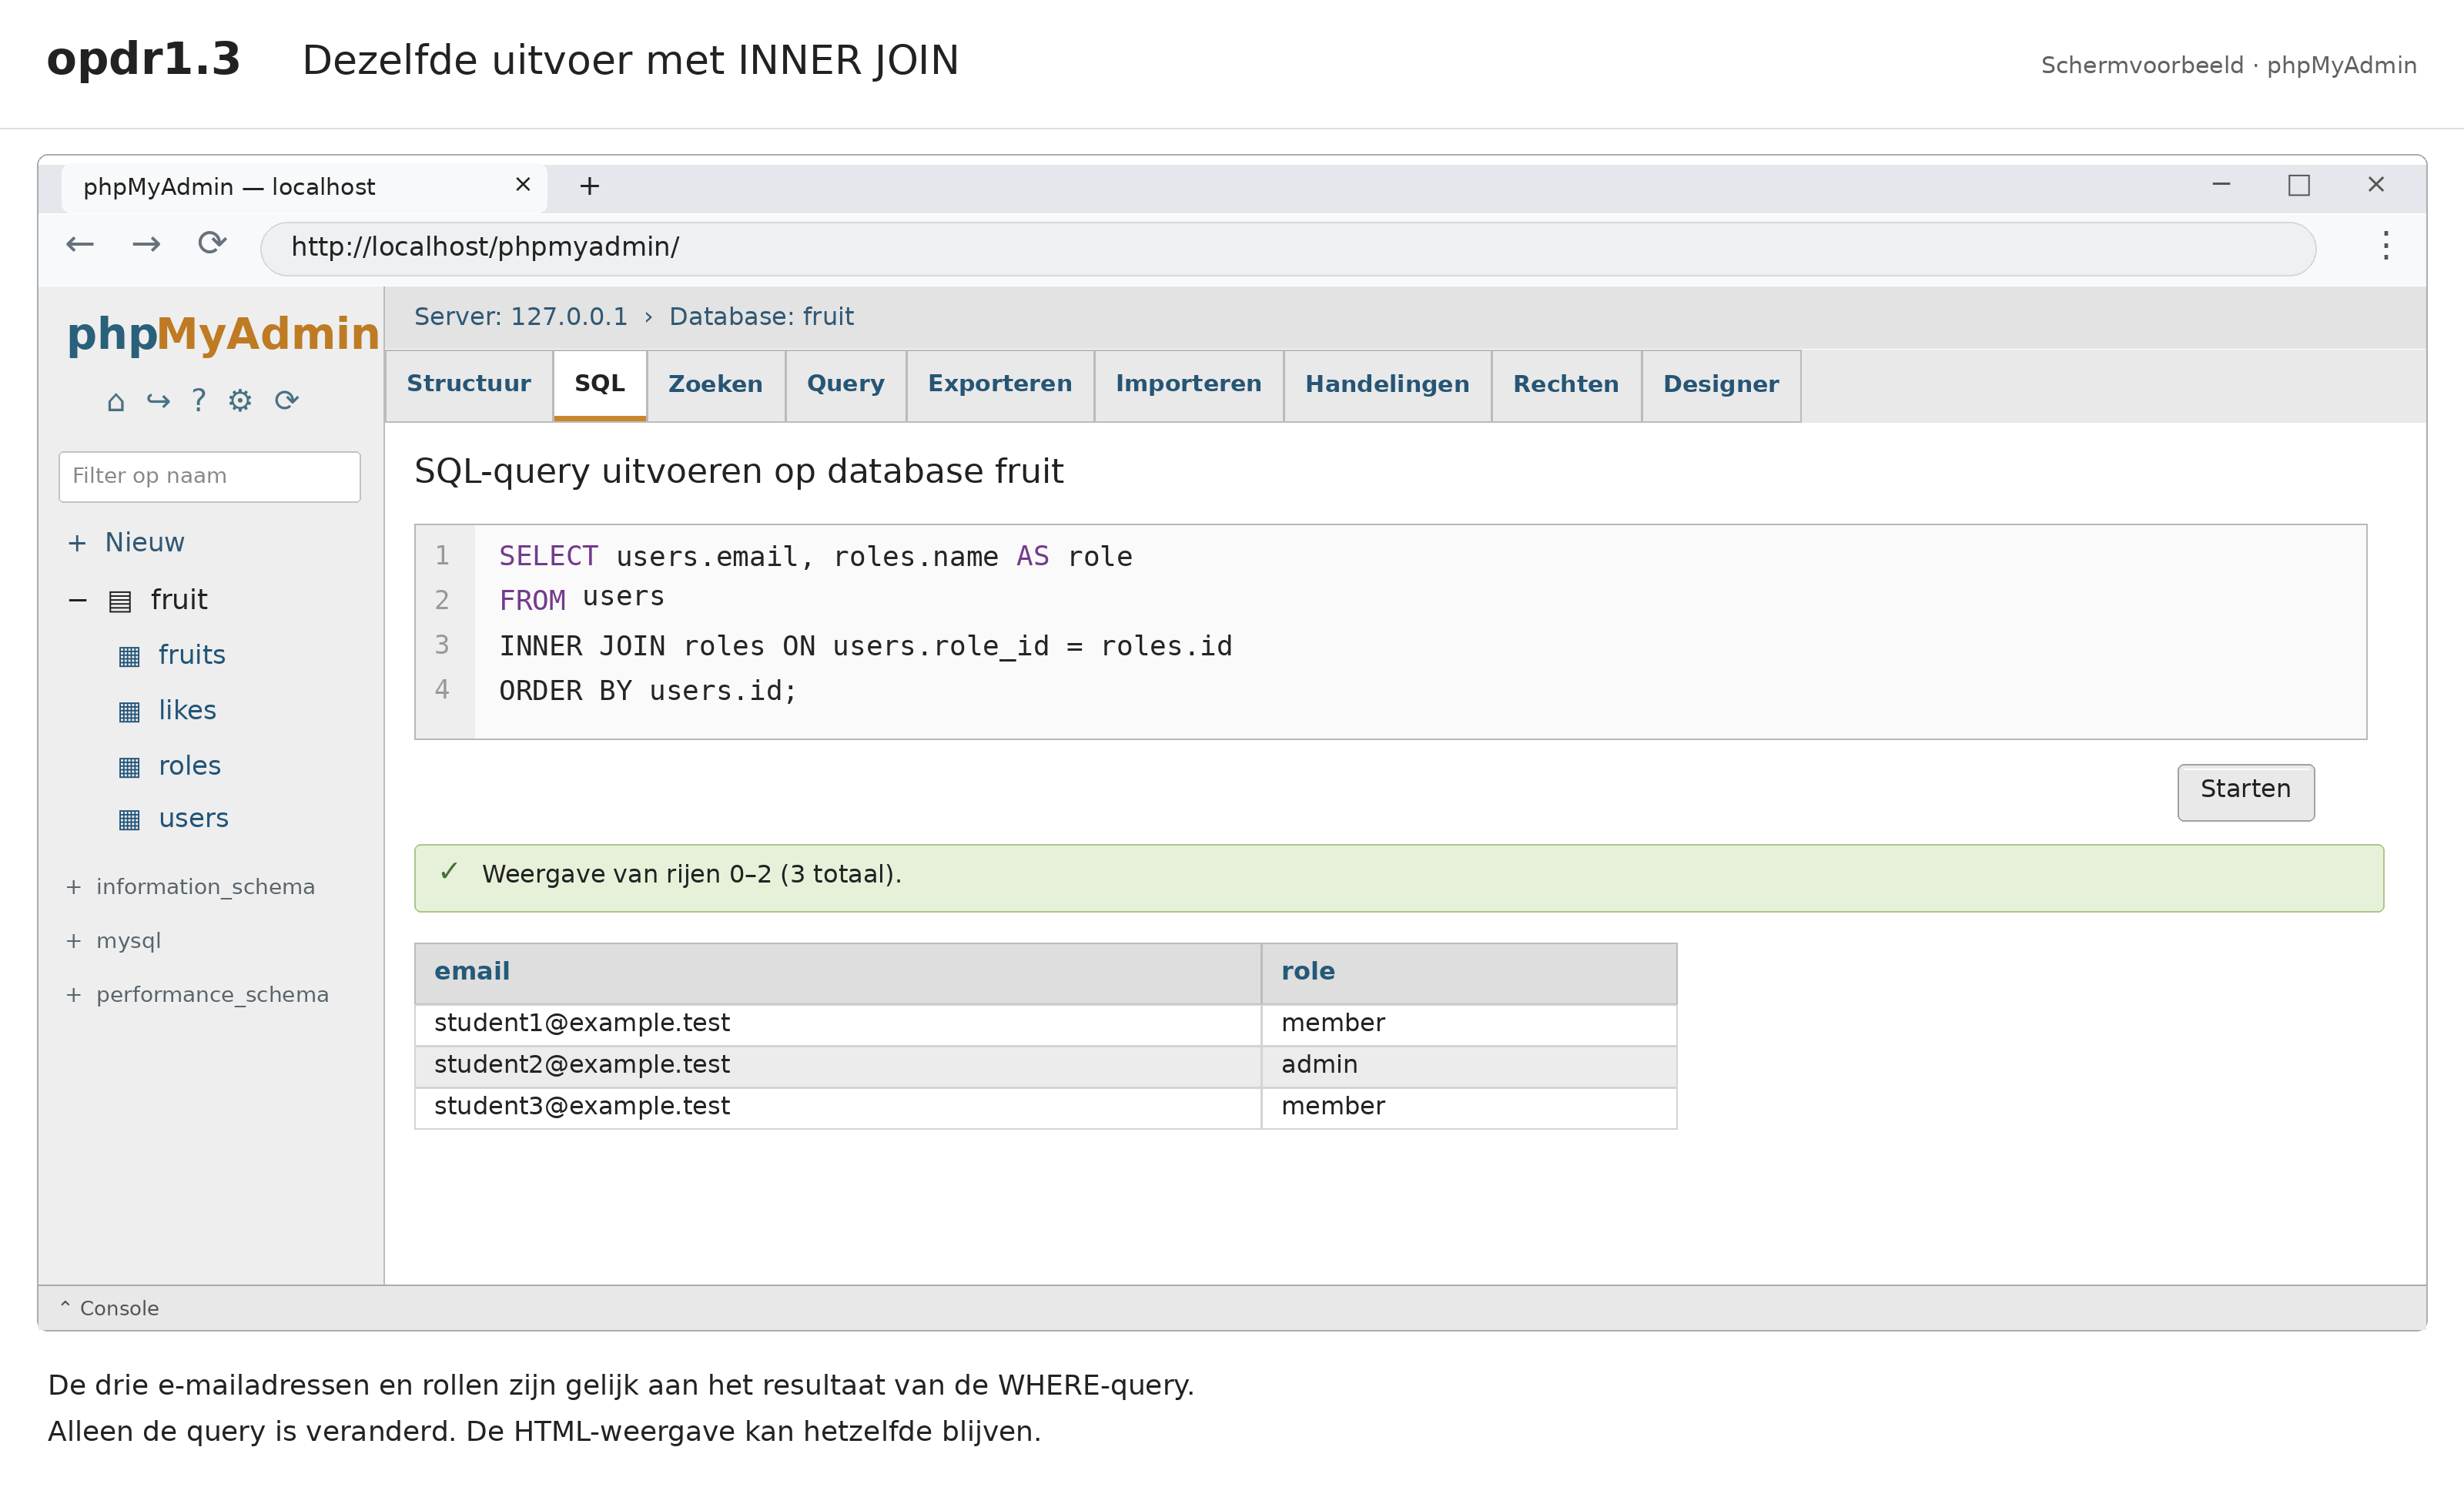 opdr1.3 Dezelfde uitvoer met INNER JOIN
Schermvoorbeeld · phpMyAdmin
phpMyAdmin — localhost × +
http://localhost/phpmyadmin/
phpMyAdmin
Filter op naam
+ Nieuw
− fruit
fruits
likes
roles
users
+ information_schema
+ mysql
+ performance_schema
Server: 127.0.0.1 › Database: fruit
Structuur SQL Zoeken Query Exporteren Importeren Handelingen Rechten Designer
SQL-query uitvoeren op database fruit
1 SELECT users.email, roles.name AS role
2 FROM users
3 INNER JOIN roles ON users.role_id = roles.id
4 ORDER BY users.id;
Starten
✓ Weergave van rijen 0–2 (3 totaal).
email role
student1@example.test member
student2@example.test admin
student3@example.test member
Console
De drie e-mailadressen en rollen zijn gelijk aan het resultaat van de WHERE-query.
Alleen de query is veranderd. De HTML-weergave kan hetzelfde blijven.